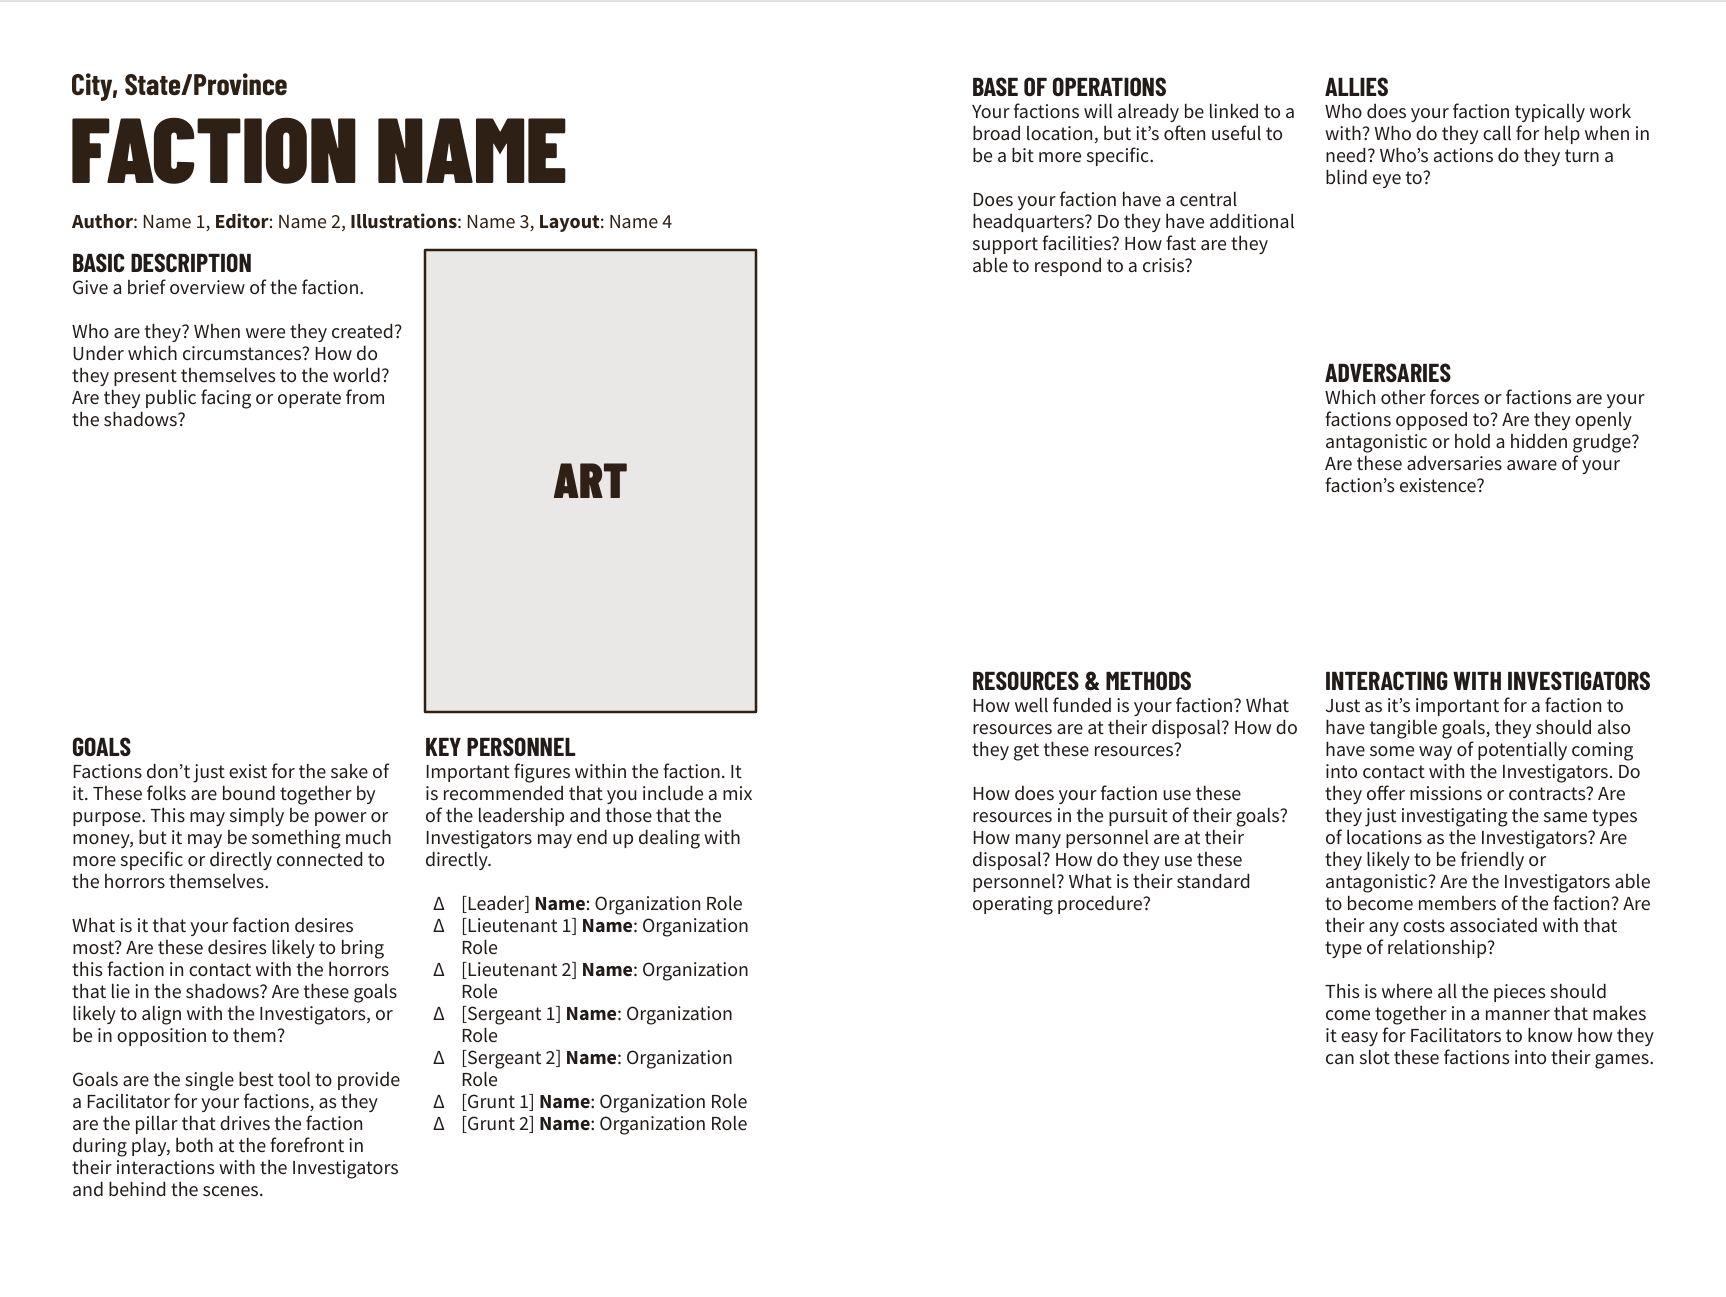 City, State/Province
FACTION NAME
Author: Name 1, Editor: Name 2, Illustrations: Name 3, Layout: Name 4
BASIC DESCRIPTION
Give a brief overview of the faction.
Who are they? When were they created?
Under which circumstances? How do
they present themselves to the world?
Are they public facing or operate from
the shadows?
ART
GOALS
Factions don’t just exist for the sake of
it. These folks are bound together by
purpose. This may simply be power or
money, but it may be something much
more specific or directly connected to
the horrors themselves.
What is it that your faction desires
most? Are these desires likely to bring
this faction in contact with the horrors
that lie in the shadows? Are these goals
likely to align with the Investigators, or
be in opposition to them?
Goals are the single best tool to provide
a Facilitator for your factions, as they
are the pillar that drives the faction
during play, both at the forefront in
their interactions with the Investigators
and behind the scenes.
KEY PERSONNEL
Important figures within the faction. It
is recommended that you include a mix
of the leadership and those that the
Investigators may end up dealing with
directly.
Δ [Leader] Name: Organization Role
Δ [Lieutenant 1] Name: Organization
Role
Δ [Lieutenant 2] Name: Organization
Role
Δ [Sergeant 1] Name: Organization
Role
Δ [Sergeant 2] Name: Organization
Role
Δ [Grunt 1] Name: Organization Role
Δ [Grunt 2] Name: Organization Role
BASE OF OPERATIONS
Your factions will already be linked to a
broad location, but it’s often useful to
be a bit more specific.
Does your faction have a central
headquarters? Do they have additional
support facilities? How fast are they
able to respond to a crisis?
RESOURCES & METHODS
How well funded is your faction? What
resources are at their disposal? How do
they get these resources?
How does your faction use these
resources in the pursuit of their goals?
How many personnel are at their
disposal? How do they use these
personnel? What is their standard
operating procedure?
ALLIES
Who does your faction typically work
with? Who do they call for help when in
need? Who’s actions do they turn a
blind eye to?
ADVERSARIES
Which other forces or factions are your
factions opposed to? Are they openly
antagonistic or hold a hidden grudge?
Are these adversaries aware of your
faction’s existence?
INTERACTING WITH INVESTIGATORS
Just as it’s important for a faction to
have tangible goals, they should also
have some way of potentially coming
into contact with the Investigators. Do
they offer missions or contracts? Are
they just investigating the same types
of locations as the Investigators? Are
they likely to be friendly or
antagonistic? Are the Investigators able
to become members of the faction? Are
their any costs associated with that
type of relationship?
This is where all the pieces should
come together in a manner that makes
it easy for Facilitators to know how they
can slot these factions into their games.